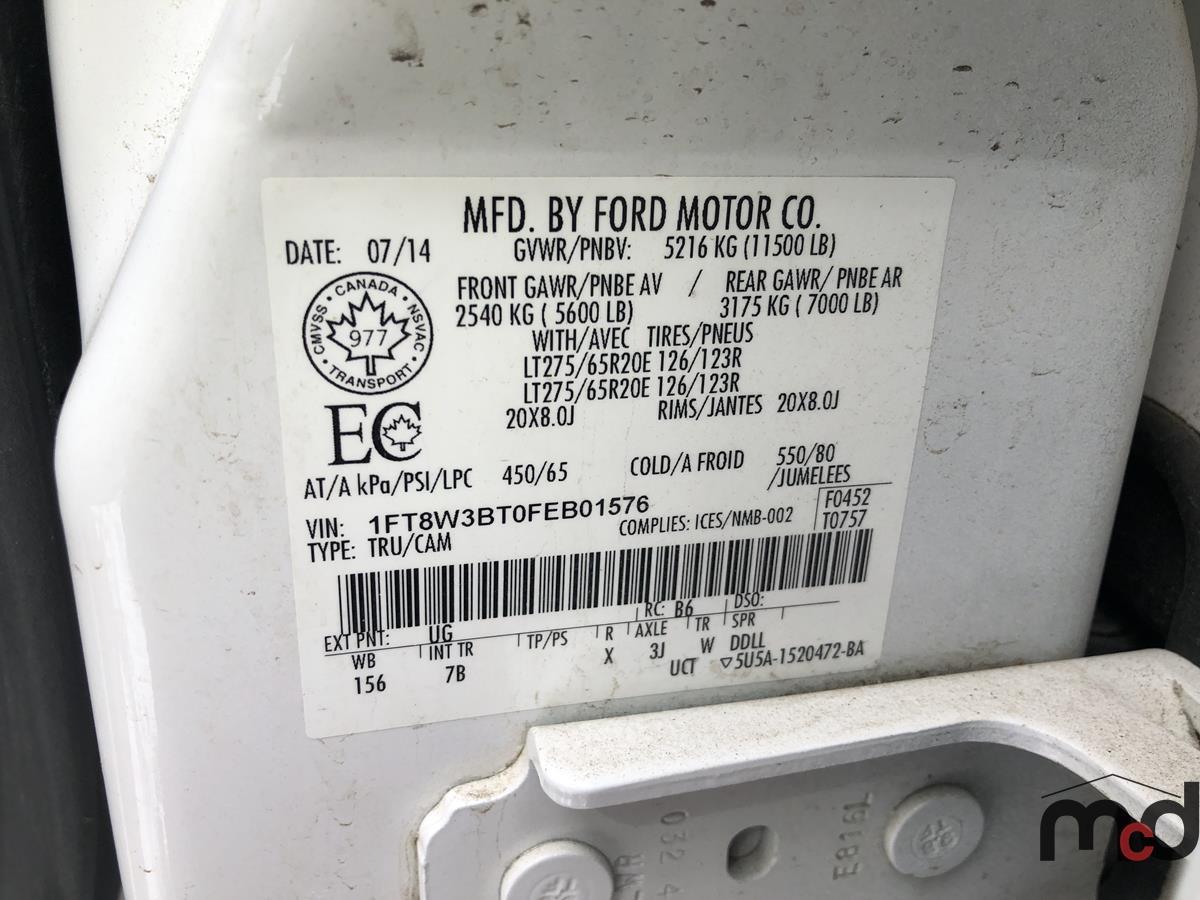 MFD. BY FORD MOTOR CO.
DATE: 07/14 GVWR/PNBV: 5216 KG (11500 LB)
FRONT GAWR/PNBE AV / REAR GAWR/ PNBE AR
2540 KG ( 5600 LB) 3175 KG ( 7000 LB)
WITH/AVEC TIRES/PNEUS
LT275/65R20E 126/123R
LT275/65R20E 126/123R
20X8.0J RIMS/JANTES 20X8.0J
CANADA
CMVSS 977 NSVAC
TRANSPORT
EC
AT/A kPa/PSI/LPC 450/65 COLD/A FROID 550/80
/JUMELEES
VIN: 1FT8W3BT0FEB01576
COMPLIES: ICES/NMB-002
F0452
T0757
TYPE: TRU/CAM
EXT PNT: UG RC: B6 DSO:
WB INT TR TP/PS R AXLE TR SPR
156 7B X 3J W DDLL
UCT 5U5A-1520472-BA
032 4
E8161
mcd